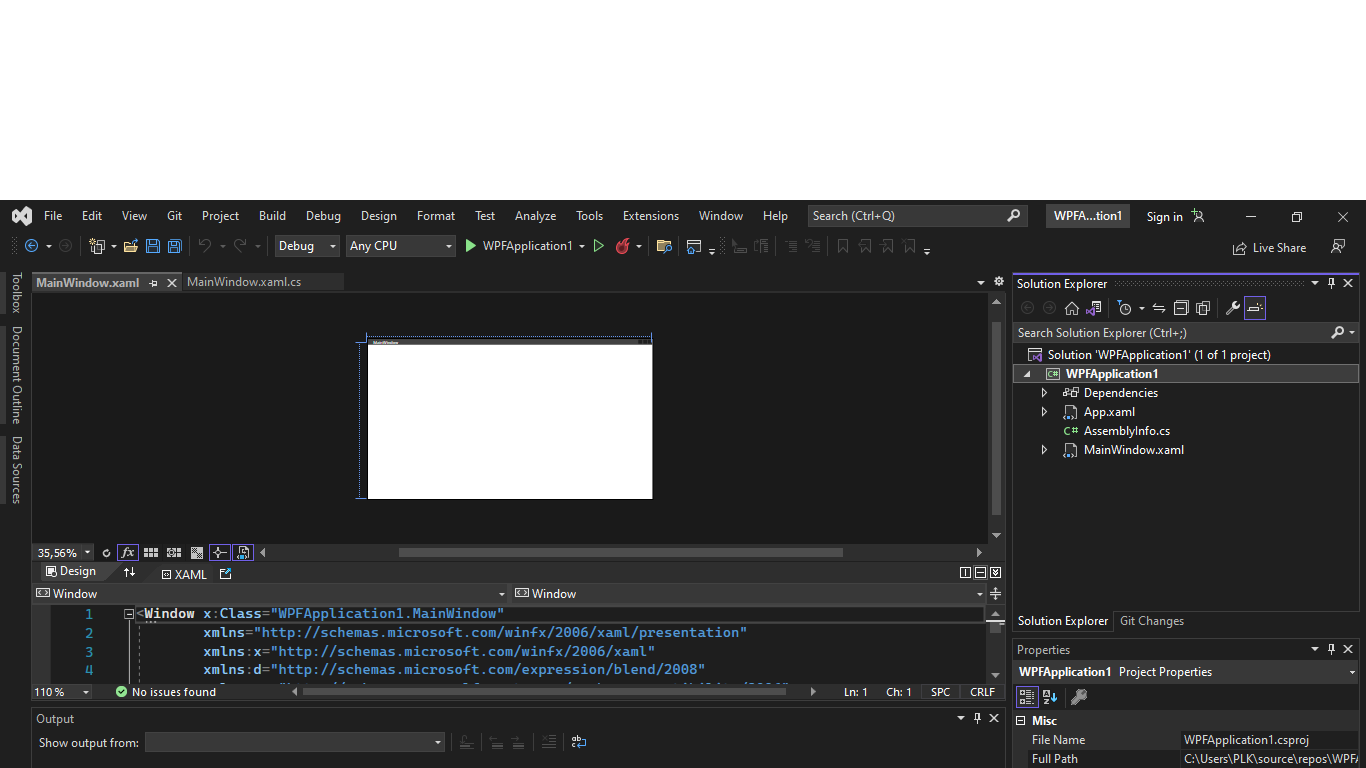 File Edit View Git Project Build Debug Design Format Test Analyze Tools Extensions Window Help Search (Ctrl+Q) WPFA...tion1 Sign in
Debug Any CPU WPFApplication1 Live Share
MainWindow.xaml MainWindow.xaml.cs
Toolbox
Document Outline
Data Sources
MainWindow
35,56% fx
Design XAML
Window Window
1 <Window x:Class="WPFApplication1.MainWindow"
2 xmlns="http://schemas.microsoft.com/winfx/2006/xaml/presentation"
3 xmlns:x="http://schemas.microsoft.com/winfx/2006/xaml"
4 xmlns:d="http://schemas.microsoft.com/expression/blend/2008"
110 % No issues found Ln: 1 Ch: 1 SPC CRLF
Output
Show output from:
Solution Explorer
Search Solution Explorer (Ctrl+;)
Solution 'WPFApplication1' (1 of 1 project)
C# WPFApplication1
Dependencies
App.xaml
C# AssemblyInfo.cs
MainWindow.xaml
Solution Explorer Git Changes
Properties
WPFApplication1 Project Properties
Misc
File Name WPFApplication1.csproj
Full Path C:\Users\PLK\source\repos\WPFA